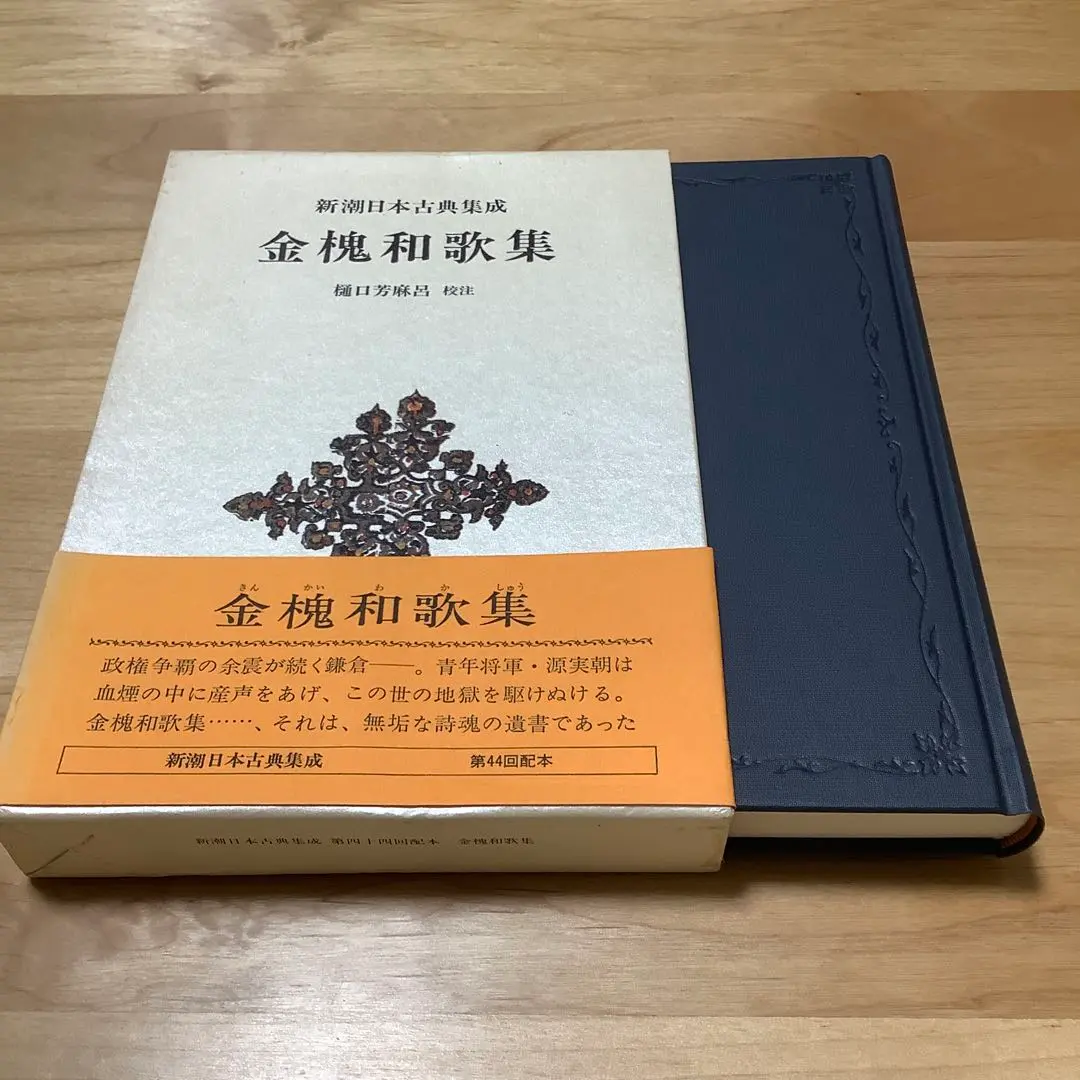 新潮日本古典集成
金槐和歌集
樋口芳麻呂 校注
きん かい わ か しゅう
金槐和歌集
政権争覇の余震が続く鎌倉――。青年将軍・源実朝は
血煙の中に産声をあげ、この世の地獄を駆けぬける。
金槐和歌集……、それは、無垢な詩魂の遺書であった
新潮日本古典集成 第44回配本
新潮日本古典集成 第四十四回配本 金槐和歌集